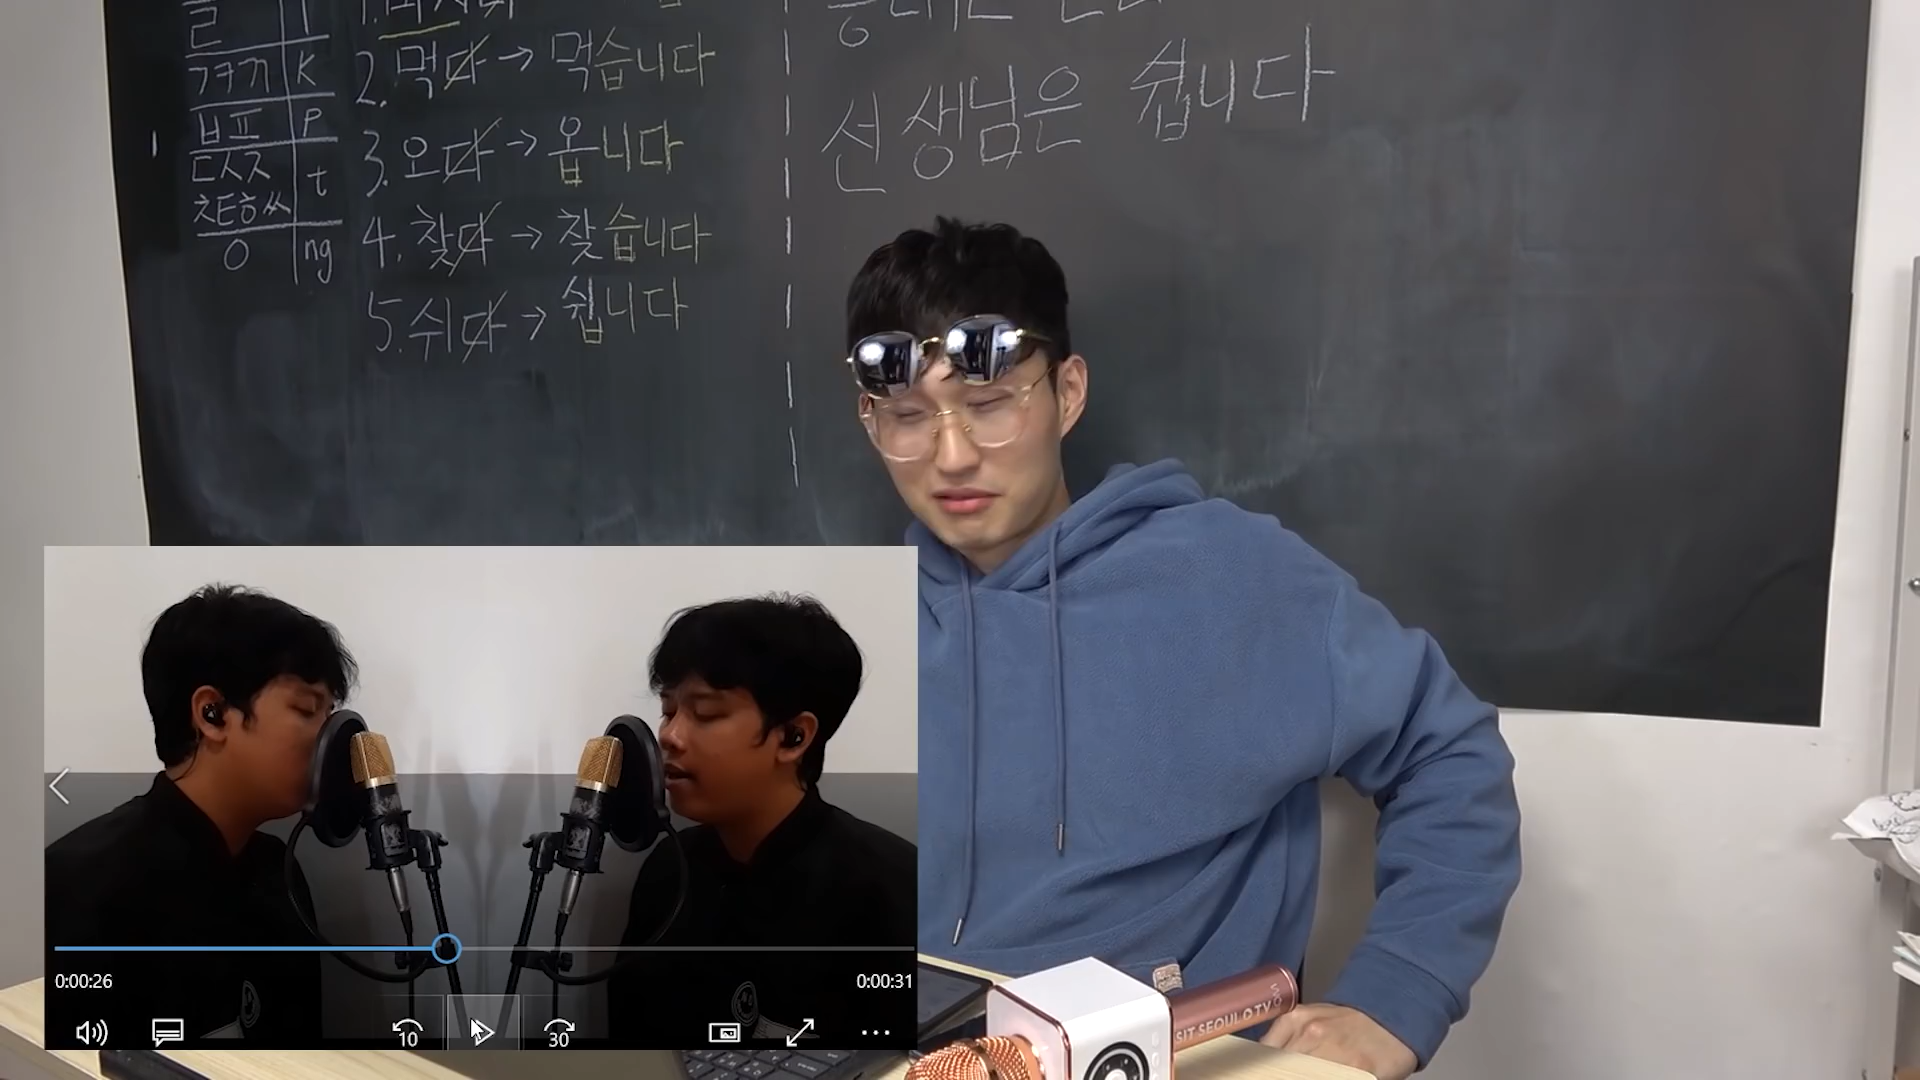 ㄹ ㅣ
ㄱㅋㄲ K
ㅂㅍ P
ㄷㅅㅈ
ㅊㅌㅎㅆ t
ㅇ ng
2. 먹다 → 먹습니다
3. 오다 → 옵니다
4. 찾다 → 찾습니다
5. 쉬다 → 쉽니다
선생님은 쉽니다
0:00:26
0:00:31
10
30
SIT SEOUL TV